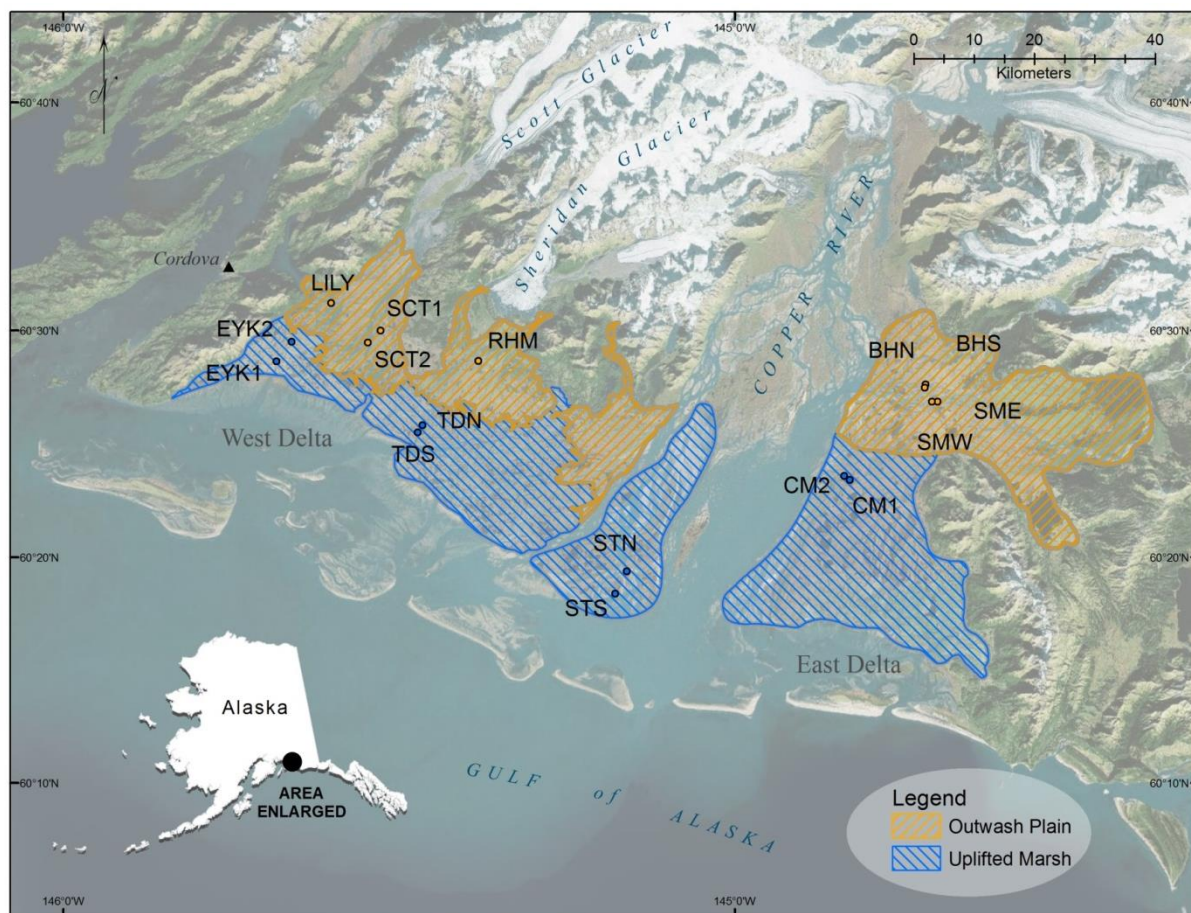 146°0'W
145°0'W
0 10 20 40
Kilometers
N
60°40'N
60°40'N
Scott Glacier
Sheridan Glacier
COPPER RIVER
Cordova
LILY
SCT1
EYK2
SCT2
RHM
EYK1
60°30'N
60°30'N
BHN
BHS
SME
SMW
West Delta
TDN
TDS
CM2
CM1
60°20'N
60°20'N
STN
STS
East Delta
Alaska
AREA
ENLARGED
GULF of ALASKA
60°10'N
60°10'N
Legend
Outwash Plain
Uplifted Marsh
146°0'W
145°0'W